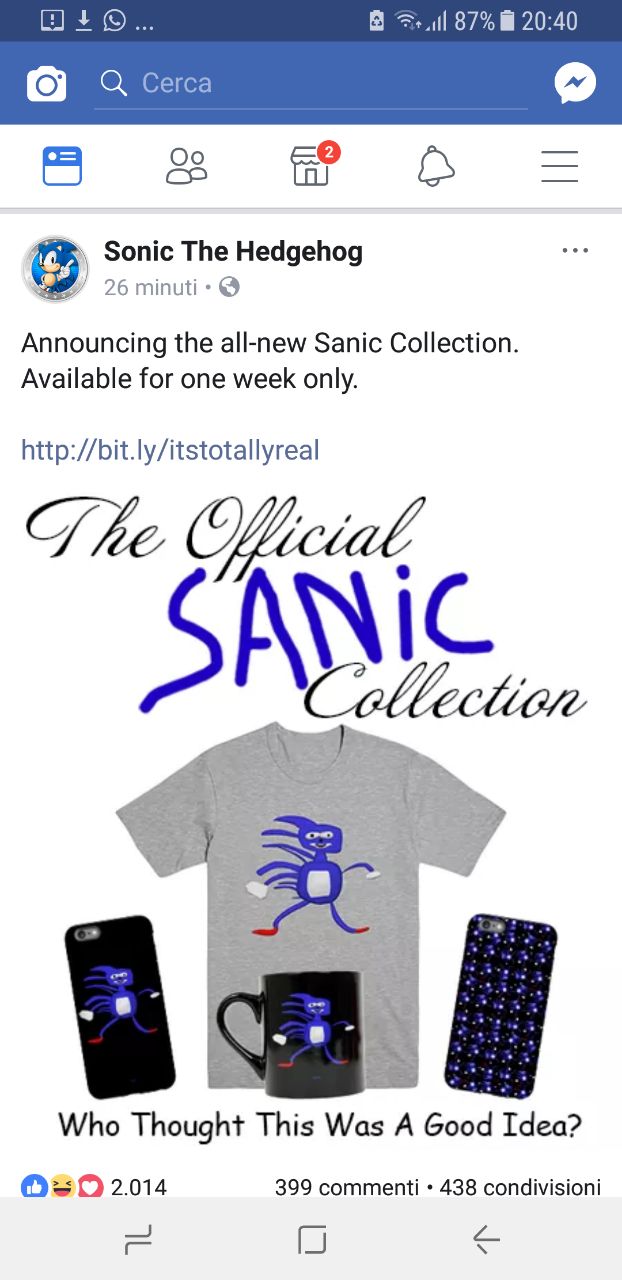 ... 87% 20:40
Cerca
2
Sonic The Hedgehog
26 minuti •
Announcing the all-new Sanic Collection.
Available for one week only.
http://bit.ly/itstotallyreal
The Official
SANiC
Collection
Who Thought This Was A Good Idea?
2.014 399 commenti • 438 condivisioni